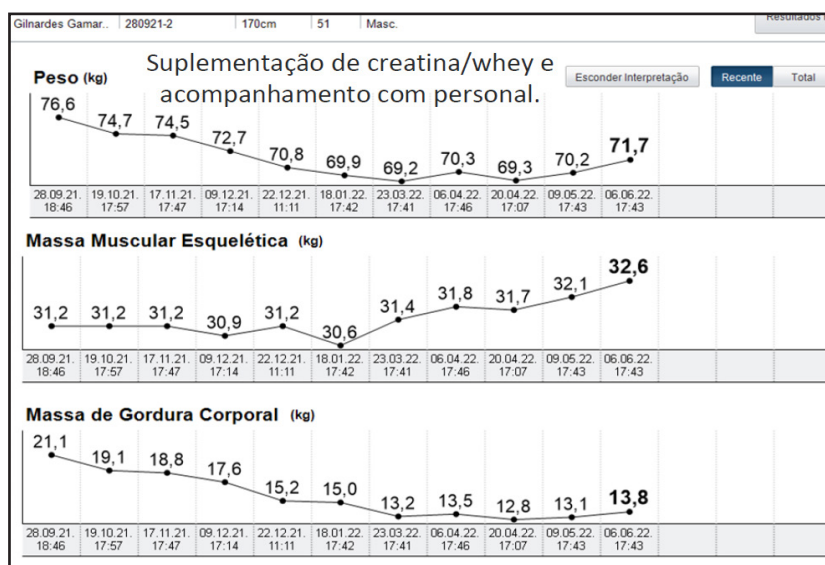 Gilnardes Gamar.. 280921-2 170cm 51 Masc.
Resultados
Suplementação de creatina/whey e
acompanhamento com personal.
Esconder Interpretação Recente Total
Peso (kg)
76,6 74,7 74,5 72,7 70,8 69,9 69,2 70,3 69,3 70,2 71,7
28.09.21. 19.10.21. 17.11.21. 09.12.21. 22.12.21. 18.01.22. 23.03.22. 06.04.22. 20.04.22. 09.05.22. 06.06.22.
18:46 17:57 17:47 17:14 11:11 17:42 17:41 17:46 17:07 17:43 17:43
Massa Muscular Esquelética (kg)
31,2 31,2 31,2 30,9 31,2 30,6 31,4 31,8 31,7 32,1 32,6
28.09.21. 19.10.21. 17.11.21. 09.12.21. 22.12.21. 18.01.22. 23.03.22. 06.04.22. 20.04.22. 09.05.22. 06.06.22.
18:46 17:57 17:47 17:14 11:11 17:42 17:41 17:46 17:07 17:43 17:43
Massa de Gordura Corporal (kg)
21,1 19,1 18,8 17,6 15,2 15,0 13,2 13,5 12,8 13,1 13,8
28.09.21. 19.10.21. 17.11.21. 09.12.21. 22.12.21. 18.01.22. 23.03.22. 06.04.22. 20.04.22. 09.05.22. 06.06.22.
18:46 17:57 17:47 17:14 11:11 17:42 17:41 17:46 17:07 17:43 17:43